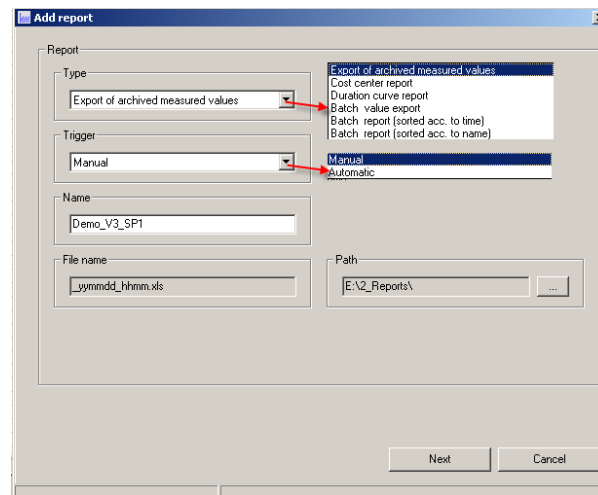 Add report
Report
Type
Export of archived measured values
Export of archived measured values
Cost center report
Duration curve report
Batch value export
Batch report (sorted acc. to time)
Batch report (sorted acc. to name)
Trigger
Manual
Manual
Automatic
Name
Demo_V3_SP1
File name
_yymmdd_hhmm.xls
Path
E:\2_Reports\
...
Next
Cancel